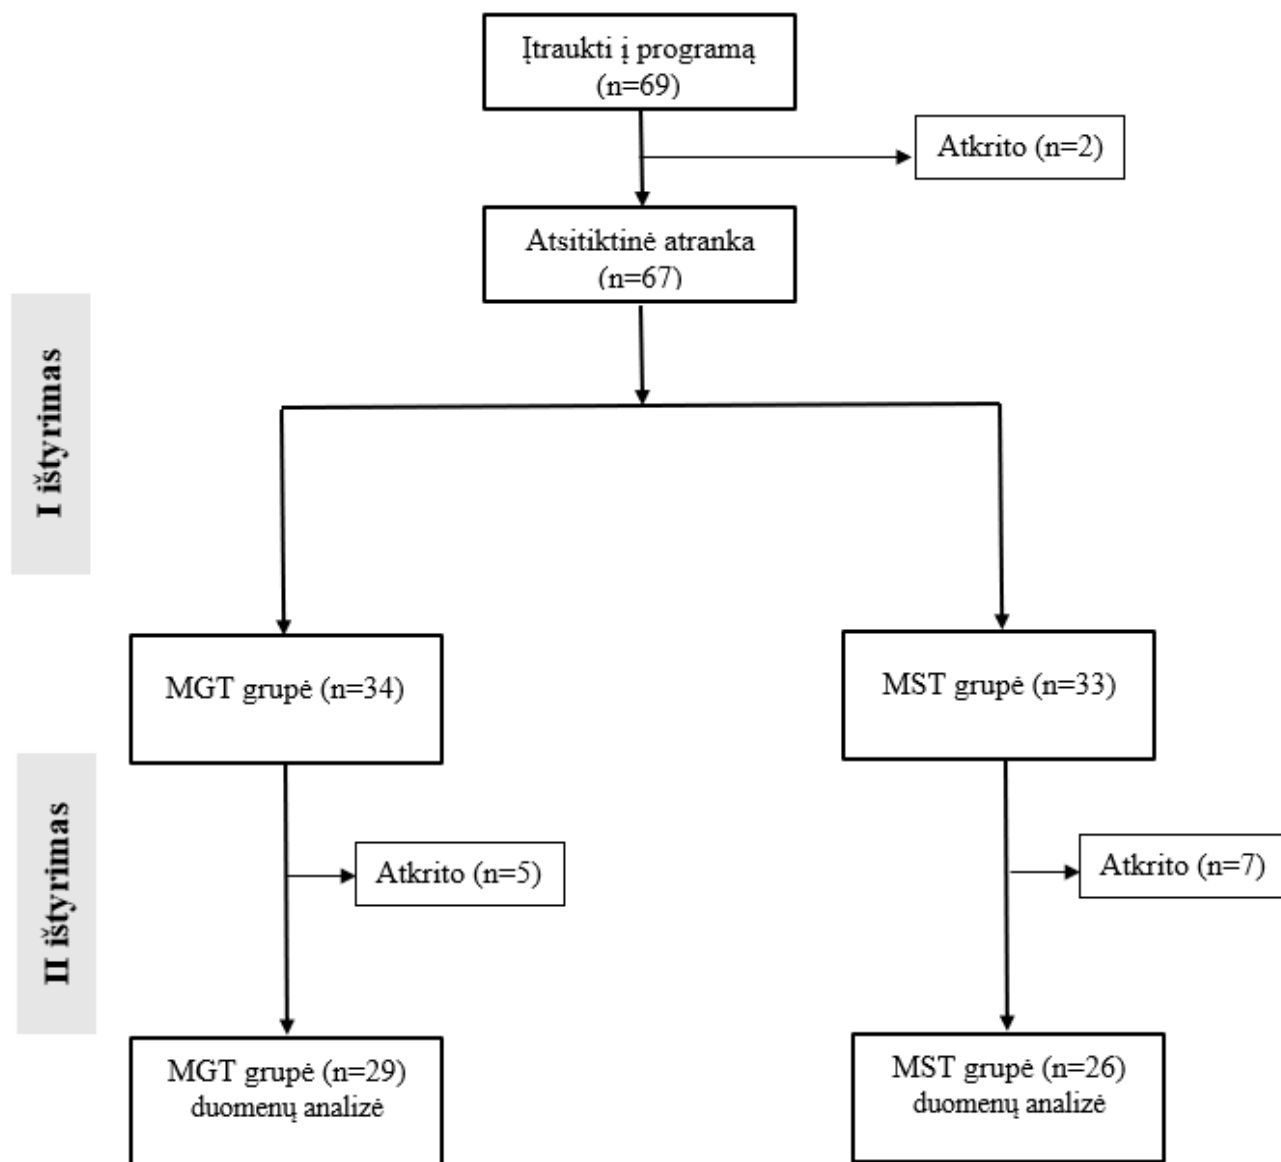 Įtraukti į programą
(n=69)
Atkrito (n=2)
Atsitiktinė atranka
(n=67)
I ištyrimas
MGT grupė (n=34)
MST grupė (n=33)
II ištyrimas
Atkrito (n=5)
Atkrito (n=7)
MGT grupė (n=29)
duomenų analizė
MST grupė (n=26)
duomenų analizė